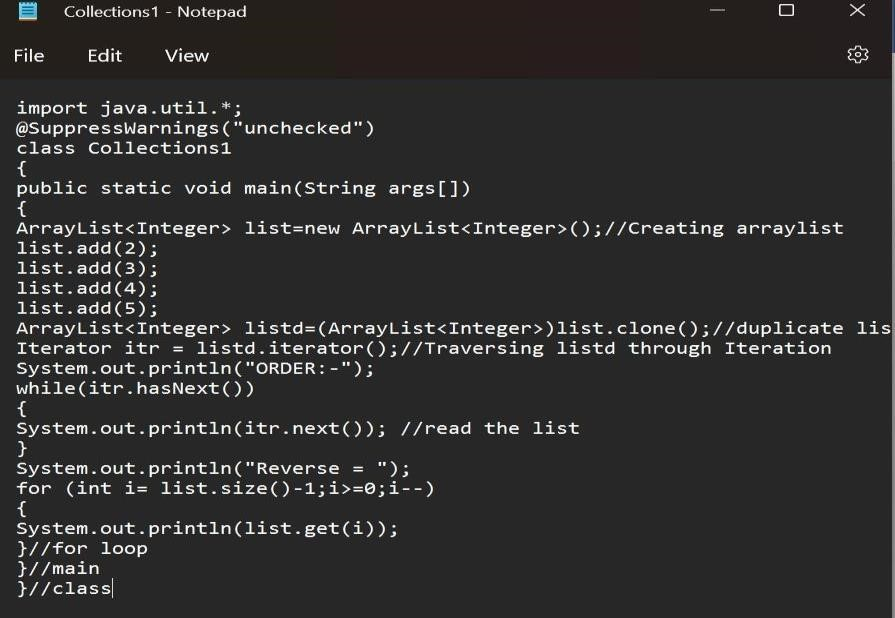 Collections1 - Notepad
File Edit View
import java.util.*;
@SuppressWarnings("unchecked")
class Collections1
{
public static void main(String args[])
{
ArrayList<Integer> list=new ArrayList<Integer>();//Creating arraylist
list.add(2);
list.add(3);
list.add(4);
list.add(5);
ArrayList<Integer> listd=(ArrayList<Integer>)list.clone();//duplicate lis
Iterator itr = listd.iterator();//Traversing listd through Iteration
System.out.println("ORDER:-");
while(itr.hasNext())
{
System.out.println(itr.next()); //read the list
}
System.out.println("Reverse = ");
for (int i= list.size()-1;i>=0;i--)
{
System.out.println(list.get(i));
}//for loop
}//main
}//class